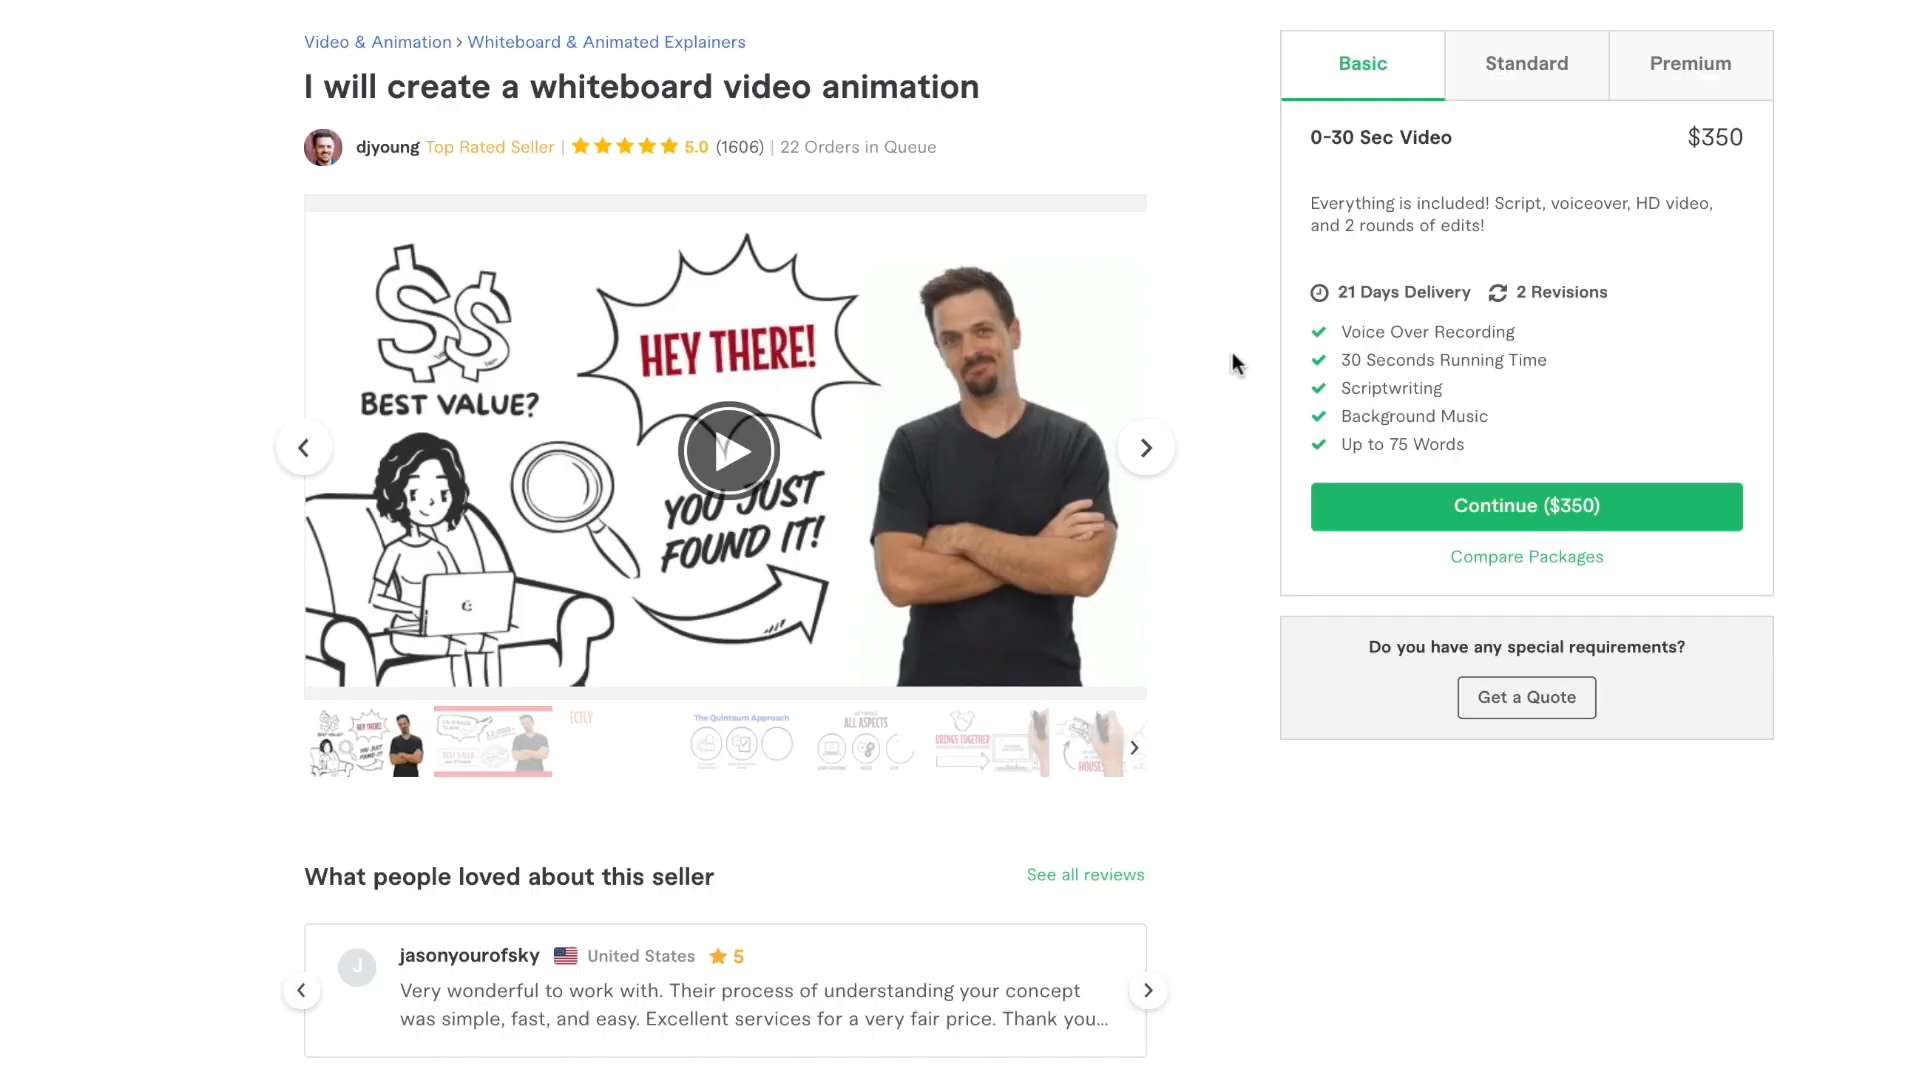 Video & Animation › Whiteboard & Animated Explainers
I will create a whiteboard video animation
djyoung Top Rated Seller | 5.0 (1606) | 22 Orders in Queue
$$
BEST VALUE?
HEY THERE!
YOU JUST
FOUND IT!
ECTLY
The Quintaum Approach
ALL ASPECTS
BRINGS TOGETHER
HOUSES
What people loved about this seller
See all reviews
J
jasonyourofsky United States 5
Very wonderful to work with. Their process of understanding your concept
was simple, fast, and easy. Excellent services for a very fair price. Thank you...
Basic
Standard
Premium
0-30 Sec Video
$350
Everything is included! Script, voiceover, HD video,
and 2 rounds of edits!
21 Days Delivery 2 Revisions
Voice Over Recording
30 Seconds Running Time
Scriptwriting
Background Music
Up to 75 Words
Continue ($350)
Compare Packages
Do you have any special requirements?
Get a Quote